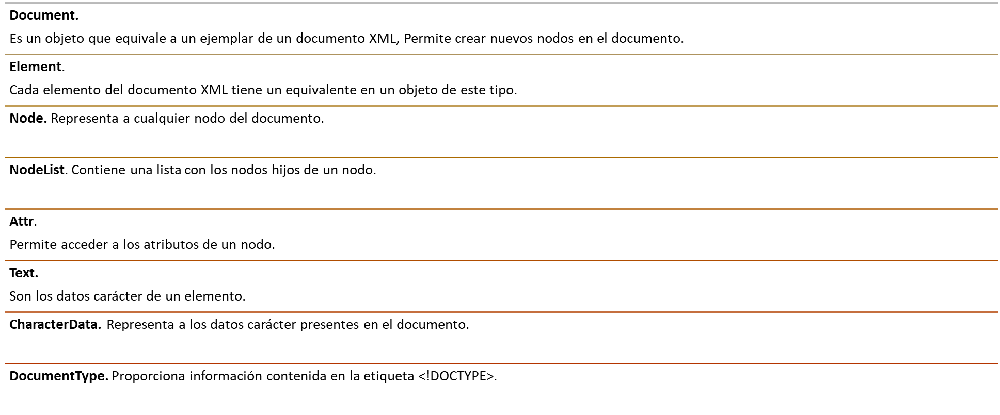 Document.
Es un objeto que equivale a un ejemplar de un documento XML, Permite crear nuevos nodos en el documento.
Element.
Cada elemento del documento XML tiene un equivalente en un objeto de este tipo.
Node. Representa a cualquier nodo del documento.
NodeList. Contiene una lista con los nodos hijos de un nodo.
Attr.
Permite acceder a los atributos de un nodo.
Text.
Son los datos carácter de un elemento.
CharacterData. Representa a los datos carácter presentes en el documento.
DocumentType. Proporciona información contenida en la etiqueta <!DOCTYPE>.